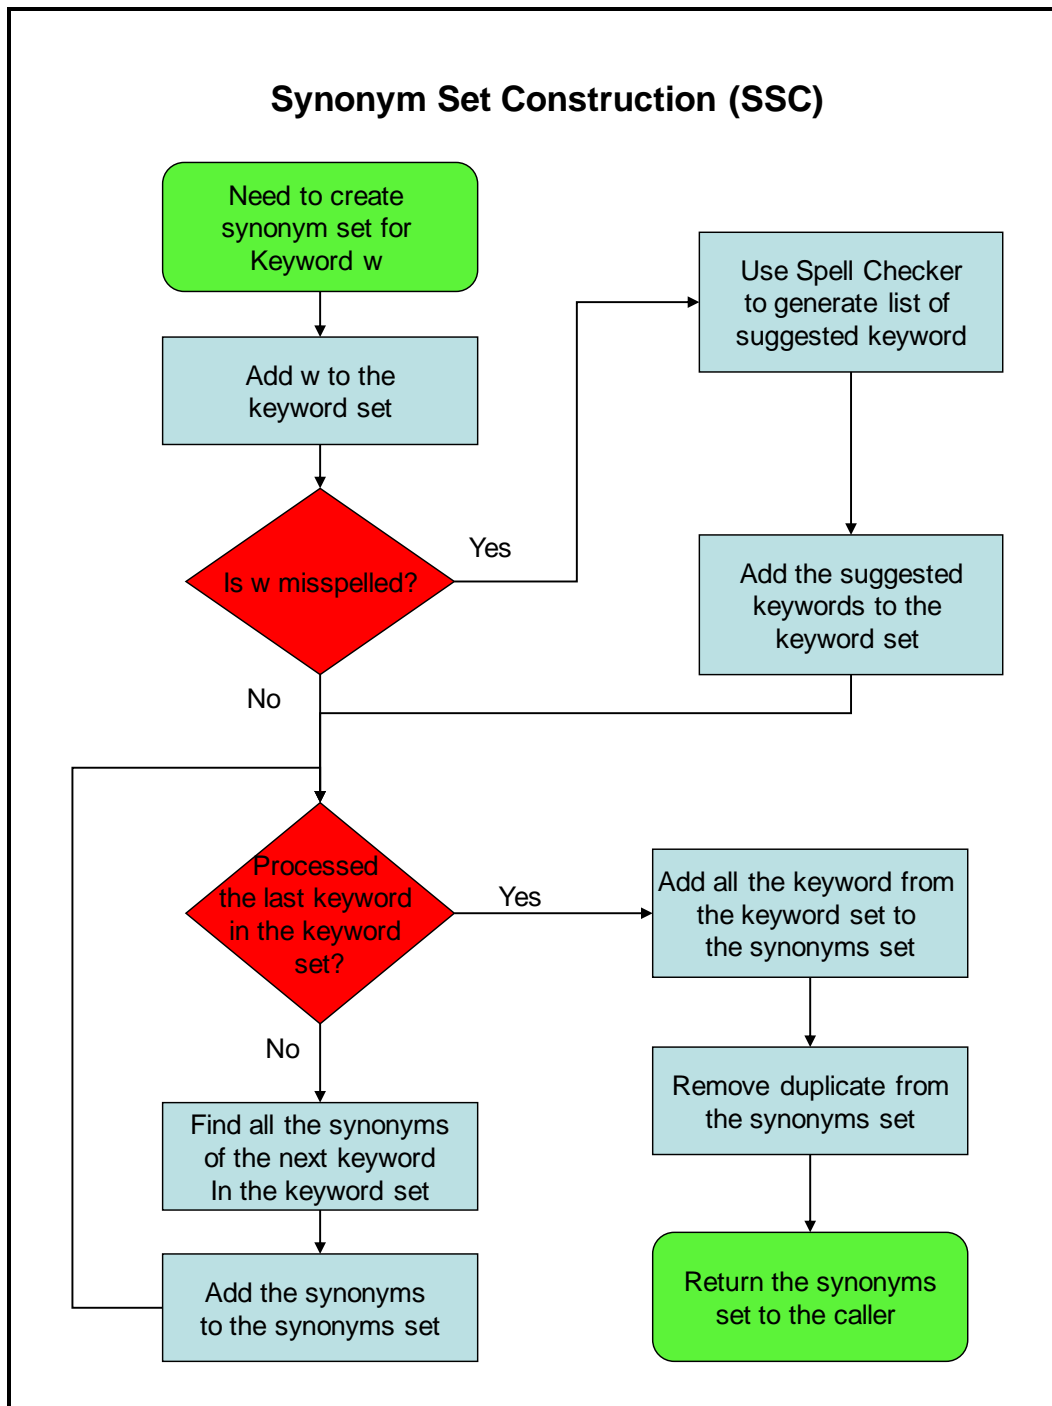 Synonym Set Construction (SSC)
Need to create
synonym set for
Keyword w
Add w to the
keyword set
Is w misspelled?
Yes
Use Spell Checker
to generate list of
suggested keyword
Add the suggested
keywords to the
keyword set
No
Processed
the last keyword
in the keyword
set?
Yes
Add all the keyword from
the keyword set to
the synonyms set
No
Remove duplicate from
the synonyms set
Find all the synonyms
of the next keyword
In the keyword set
Add the synonyms
to the synonyms set
Return the synonyms
set to the caller